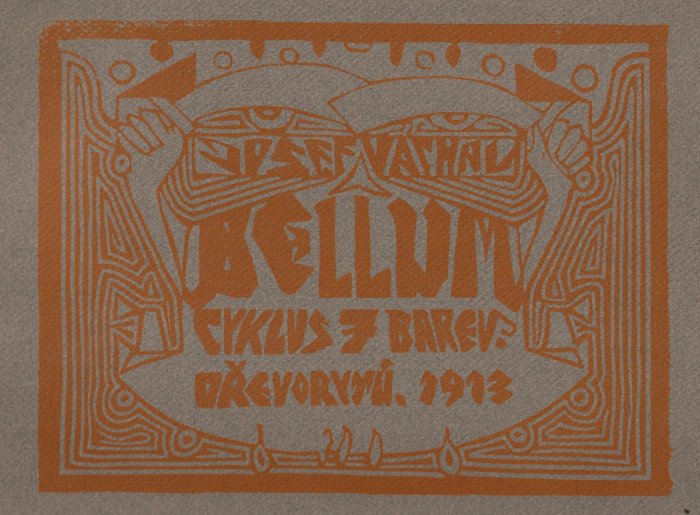 JOSEF VÁCHAL
BELLUM
CYKLUS 7 BAREV:
DŘEVORYTŮ. 1913